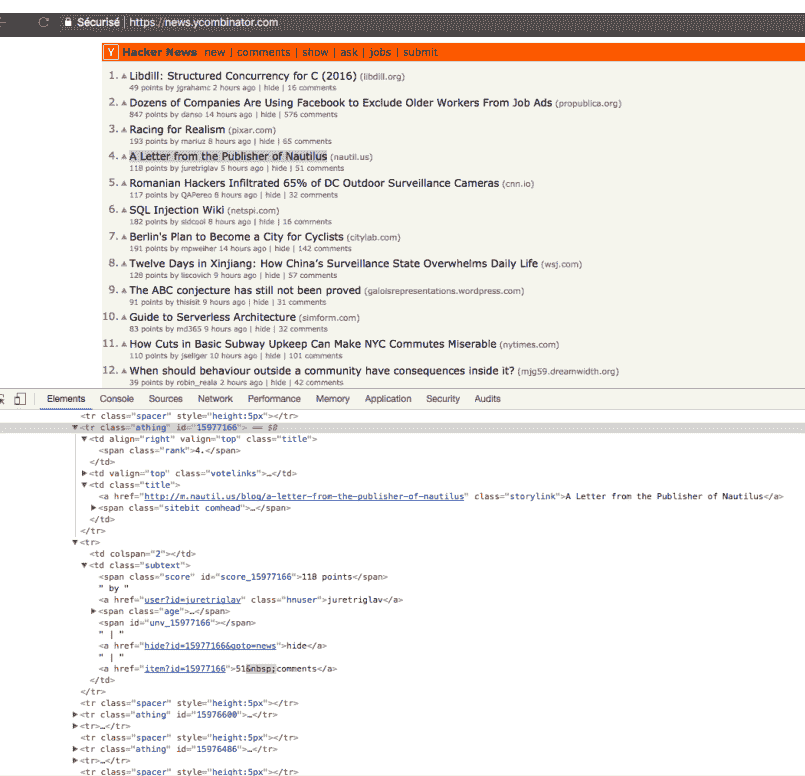 Sécurisé | https://news.ycombinator.com
Y Hacker News new | comments | show | ask | jobs | submit
1. Libdill: Structured Concurrency for C (2016) (libdill.org)
49 points by jgrahamc 2 hours ago | hide | 16 comments
2. Dozens of Companies Are Using Facebook to Exclude Older Workers From Job Ads (propublica.org)
847 points by danso 14 hours ago | hide | 576 comments
3. Racing for Realism (pixar.com)
193 points by mariuz 8 hours ago | hide | 65 comments
4. A Letter from the Publisher of Nautilus (nautil.us)
118 points by juretriglav 5 hours ago | hide | 51 comments
5. Romanian Hackers Infiltrated 65% of DC Outdoor Surveillance Cameras (cnn.io)
117 points by QAPereo 6 hours ago | hide | 32 comments
6. SQL Injection Wiki (netspi.com)
182 points by sidcool 8 hours ago | hide | 16 comments
7. Berlin's Plan to Become a City for Cyclists (citylab.com)
191 points by mpweiher 14 hours ago | hide | 142 comments
8. Twelve Days in Xinjiang: How China's Surveillance State Overwhelms Daily Life (wsj.com)
128 points by liscovich 9 hours ago | hide | 57 comments
9. The ABC conjecture has still not been proved (galoisrepresentations.wordpress.com)
91 points by thisisit 9 hours ago | hide | 31 comments
10. Guide to Serverless Architecture (simform.com)
83 points by md365 9 hours ago | hide | 32 comments
11. How Cuts in Basic Subway Upkeep Can Make NYC Commutes Miserable (nytimes.com)
110 points by jseliger 10 hours ago | hide | 101 comments
12. When should behaviour outside a community have consequences inside it? (mjg59.dreamwidth.org)
39 points by robin_reala 2 hours ago | hide | 42 comments
Elements Console Sources Network Performance Memory Application Security Audits
<tr class="spacer" style="height:5px"></tr>
<tr class="athing" id="15977166"> == $0
<td align="right" valign="top" class="title">
<span class="rank">4.</span>
</td>
<td valign="top" class="votelinks">…</td>
<td class="title">
<a href="http://m.nautil.us/blog/a-letter-from-the-publisher-of-nautilus" class="storylink">A Letter from the Publisher of Nautilus</a>
<span class="sitebit comhead">…</span>
</td>
</tr>
<tr>
<td colspan="2"></td>
<td class="subtext">
<span class="score" id="score_15977166">118 points</span>
" by "
<a href="user?id=juretriglav" class="hnuser">juretriglav</a>
<span class="age">…</span>
<span id="unv_15977166"></span>
" | "
<a href="hide?id=15977166&goto=news">hide</a>
" | "
<a href="item?id=15977166">51&nbsp;comments</a>
</td>
</tr>
<tr class="spacer" style="height:5px"></tr>
<tr class="athing" id="15976600">…</tr>
<tr>…</tr>
<tr class="spacer" style="height:5px"></tr>
<tr class="athing" id="15976486">…</tr>
<tr>…</tr>
<tr class="spacer" style="height:5px"></tr>